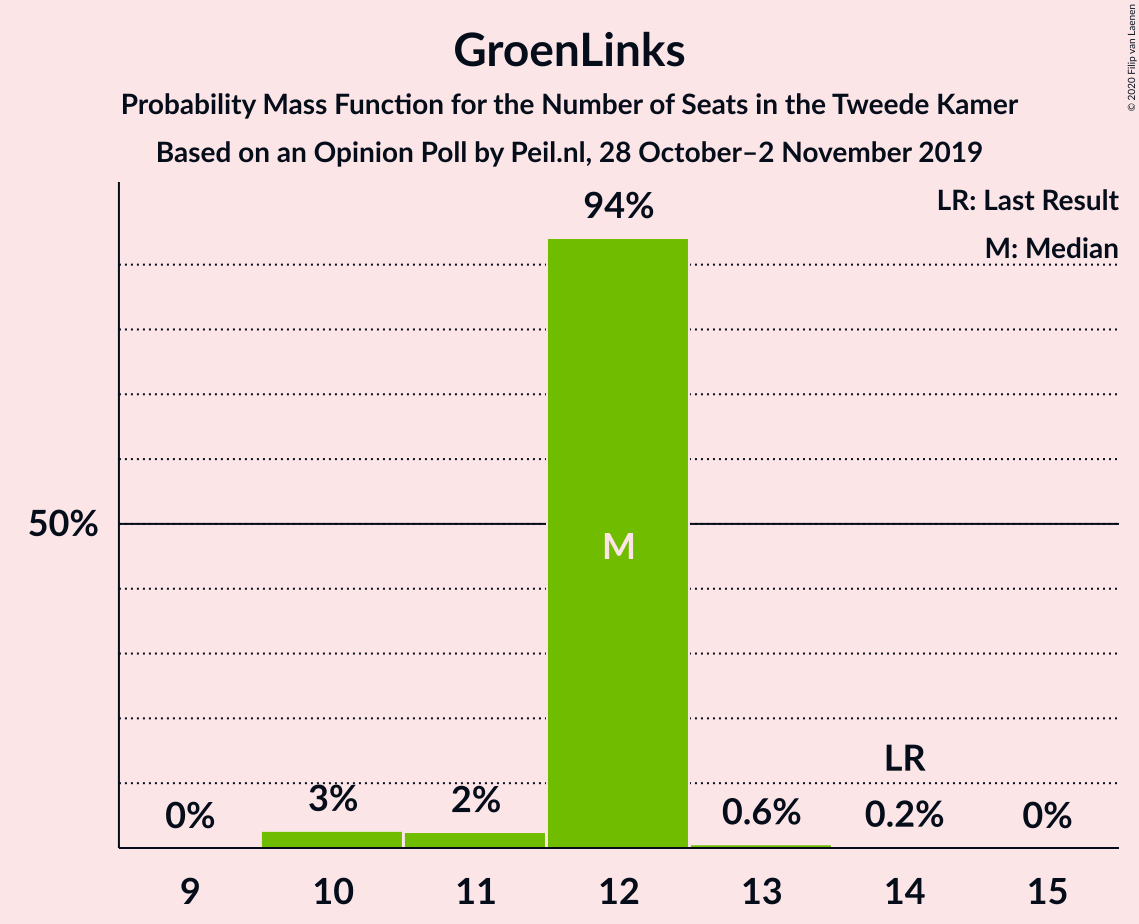 GroenLinks
Probability Mass Function for the Number of Seats in the Tweede Kamer
Based on an Opinion Poll by Peil.nl, 28 October–2 November 2019
© 2020 Filip van Laenen
LR: Last Result
M: Median
94%
50%
M
LR
0%
3%
2%
0.6%
0.2%
0%
9
10
11
12
13
14
15